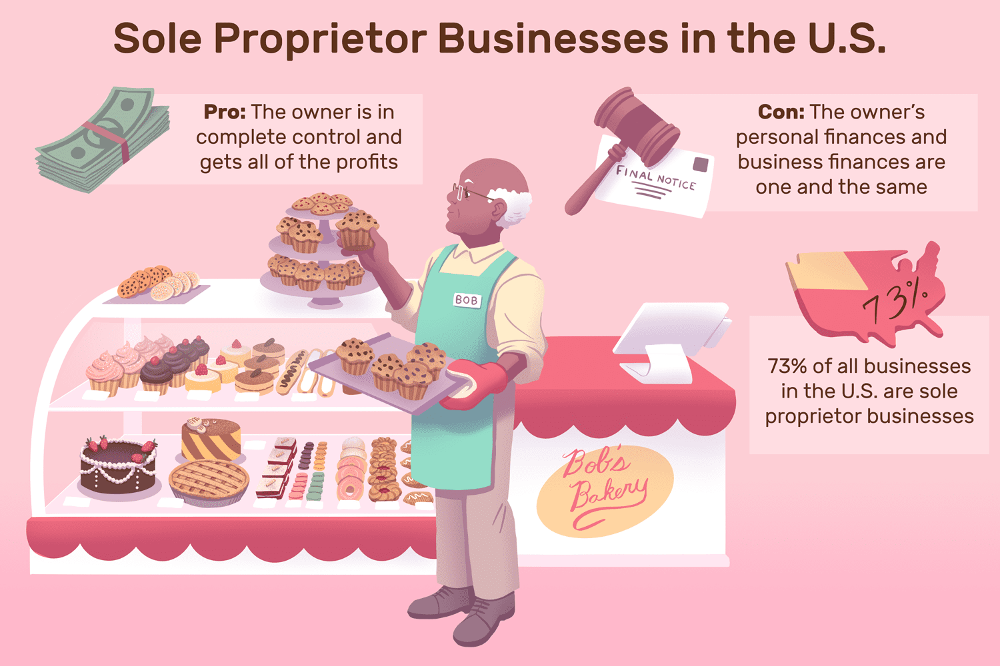 Sole Proprietor Businesses in the U.S.
Pro: The owner is in
complete control and
gets all of the profits
Con: The owner’s
personal finances and
business finances are
one and the same
FINAL NOTICE
BOB
73%
73% of all businesses
in the U.S. are sole
proprietor businesses
Bob's
Bakery